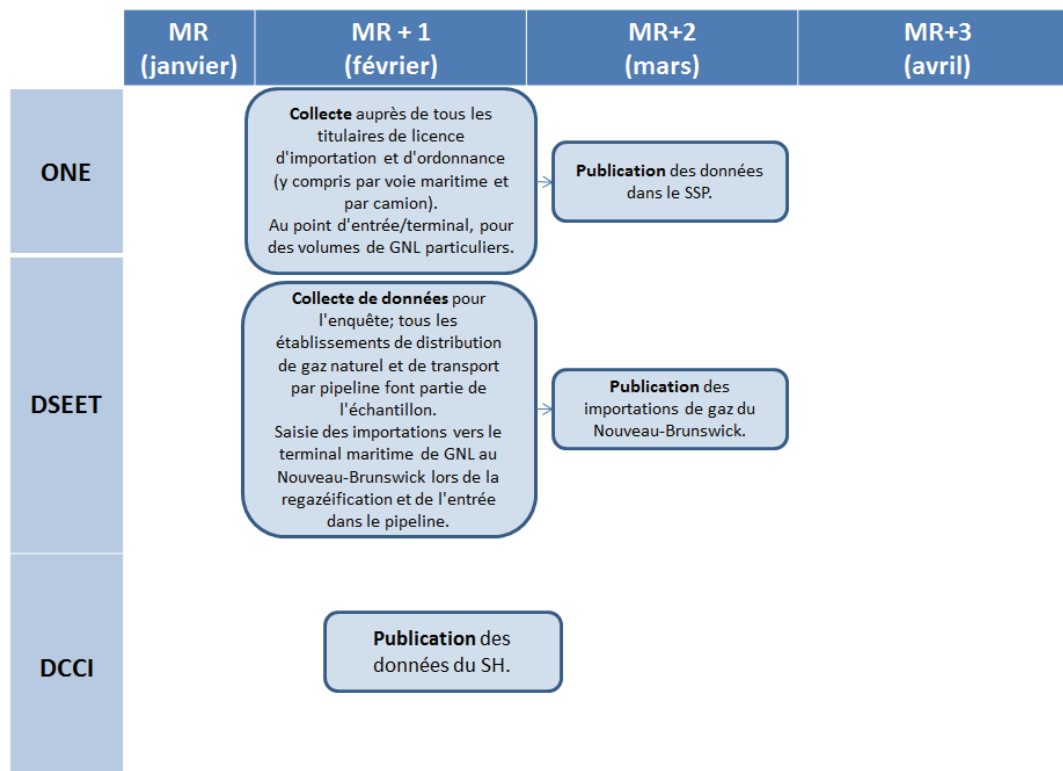 MR
(janvier)
MR + 1
(février)
MR+2
(mars)
MR+3
(avril)
ONE
Collecte auprès de tous les
titulaires de licence
d'importation et d'ordonnance
(y compris par voie maritime et
par camion).
Au point d'entrée/terminal, pour
des volumes de GNL particuliers.
Publication des données
dans le SSP.
DSEET
Collecte de données pour
l'enquête; tous les
établissements de distribution
de gaz naturel et de transport
par pipeline font partie de
l'échantillon.
Saisie des importations vers le
terminal maritime de GNL au
Nouveau-Brunswick lors de la
regazéification et de l'entrée
dans le pipeline.
Publication des
importations de gaz du
Nouveau-Brunswick.
DCCI
Publication des
données du SH.